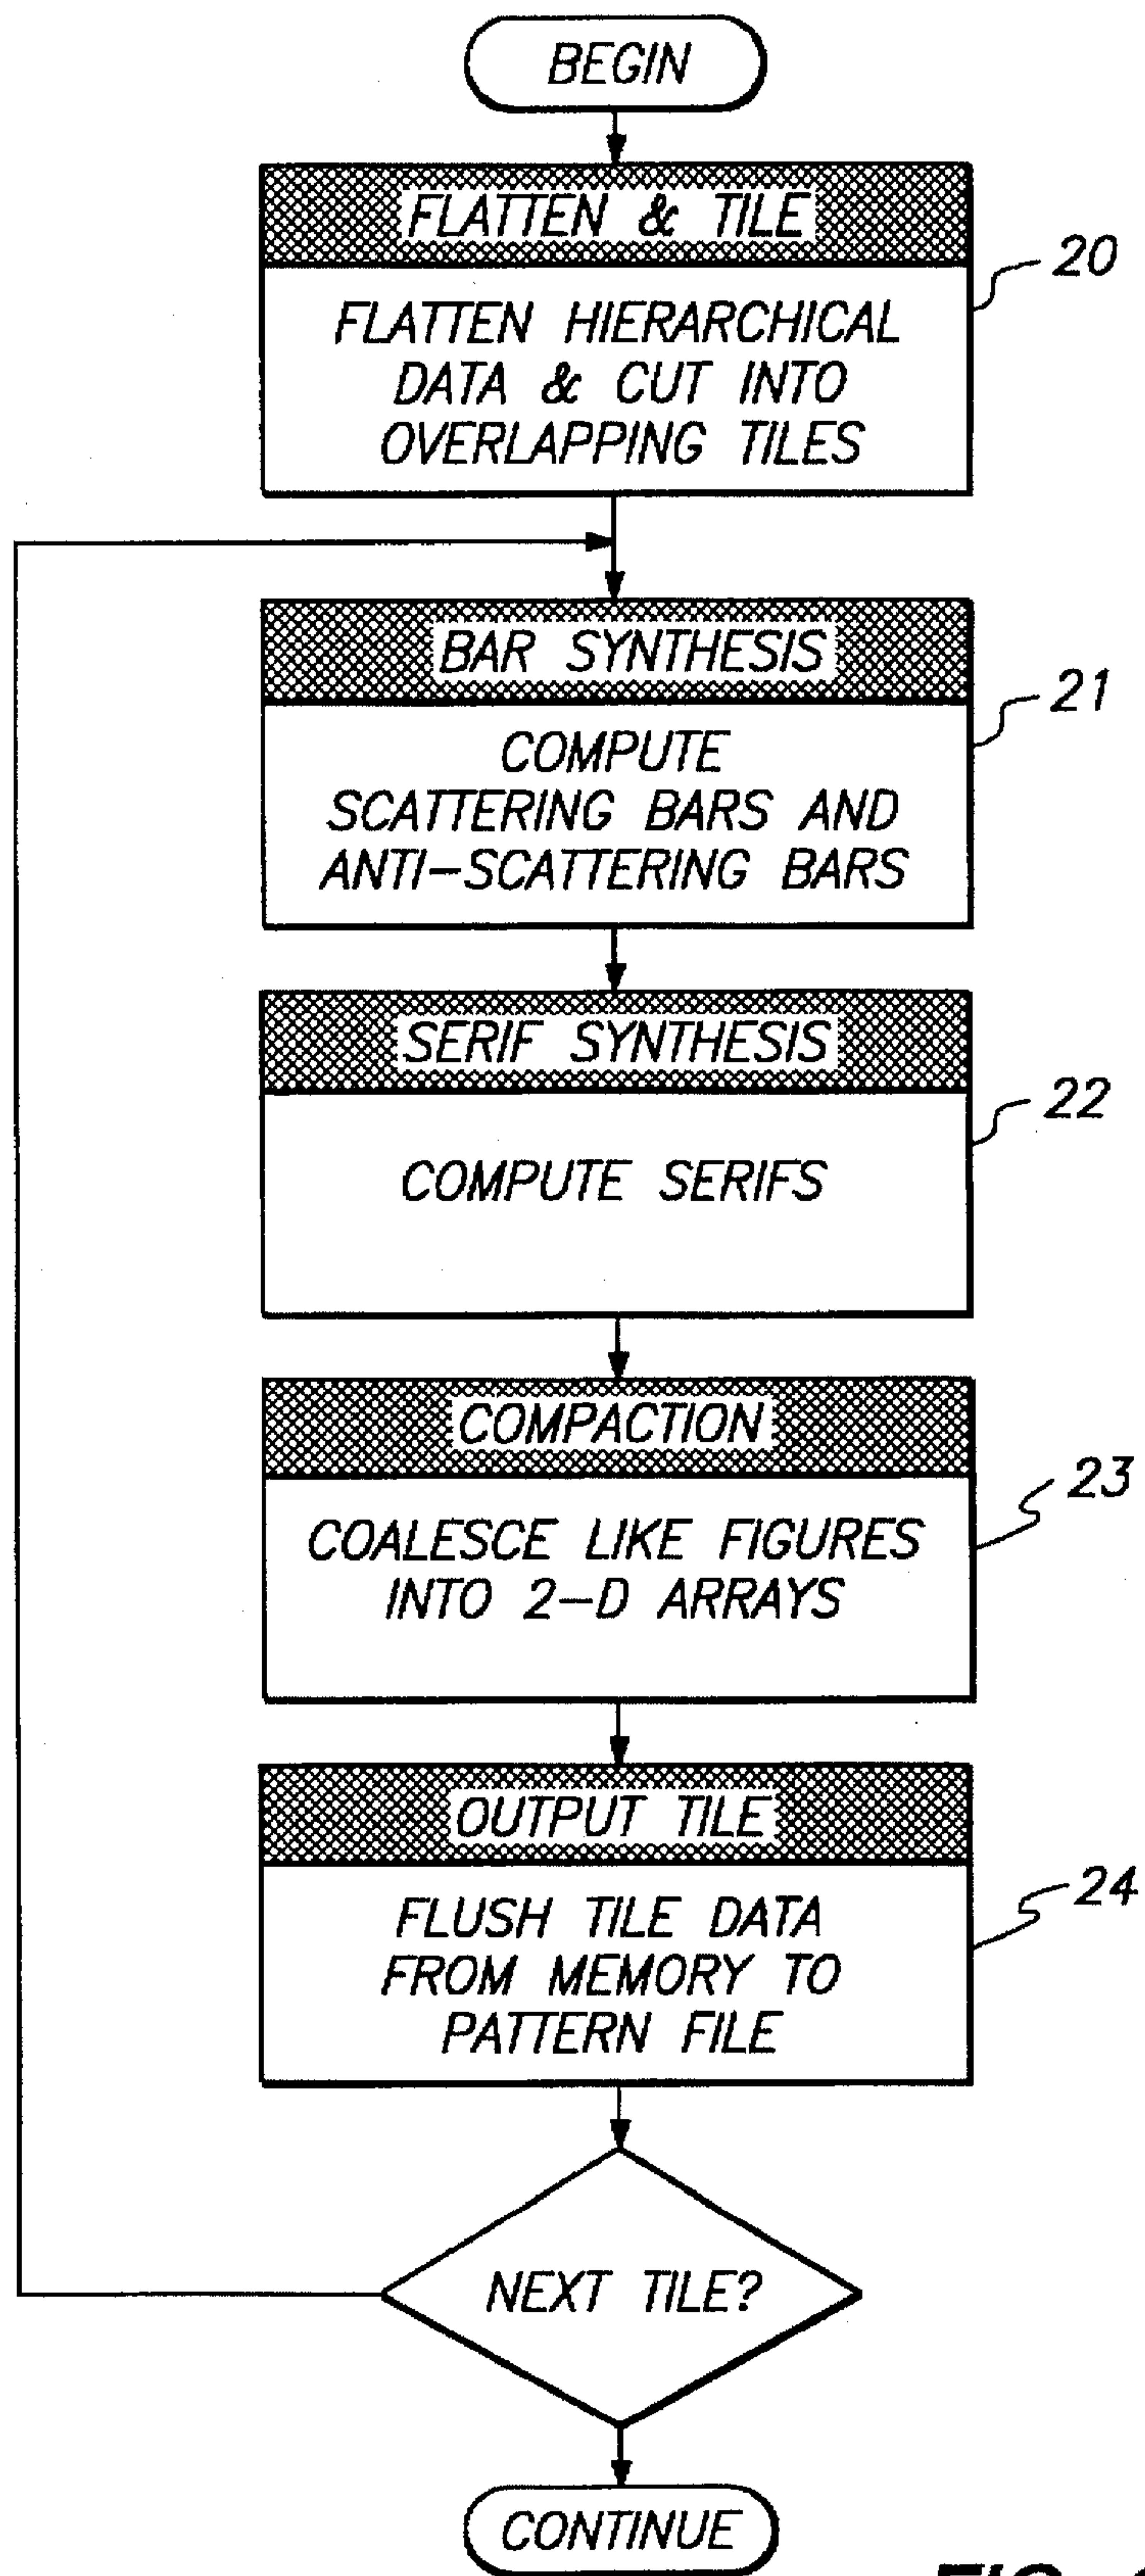 BEGIN
FLATTEN & TILE
20
FLATTEN HIERARCHICAL
DATA & CUT INTO
OVERLAPPING TILES
BAR SYNTHESIS
21
COMPUTE
SCATTERING BARS AND
ANTI-SCATTERING BARS
SERIF SYNTHESIS
22
COMPUTE SERIFS
COMPACTION
23
COALESCE LIKE FIGURES
INTO 2-D ARRAYS
OUTPUT TILE
24
FLUSH TILE DATA
FROM MEMORY TO
PATTERN FILE
NEXT TILE?
CONTINUE